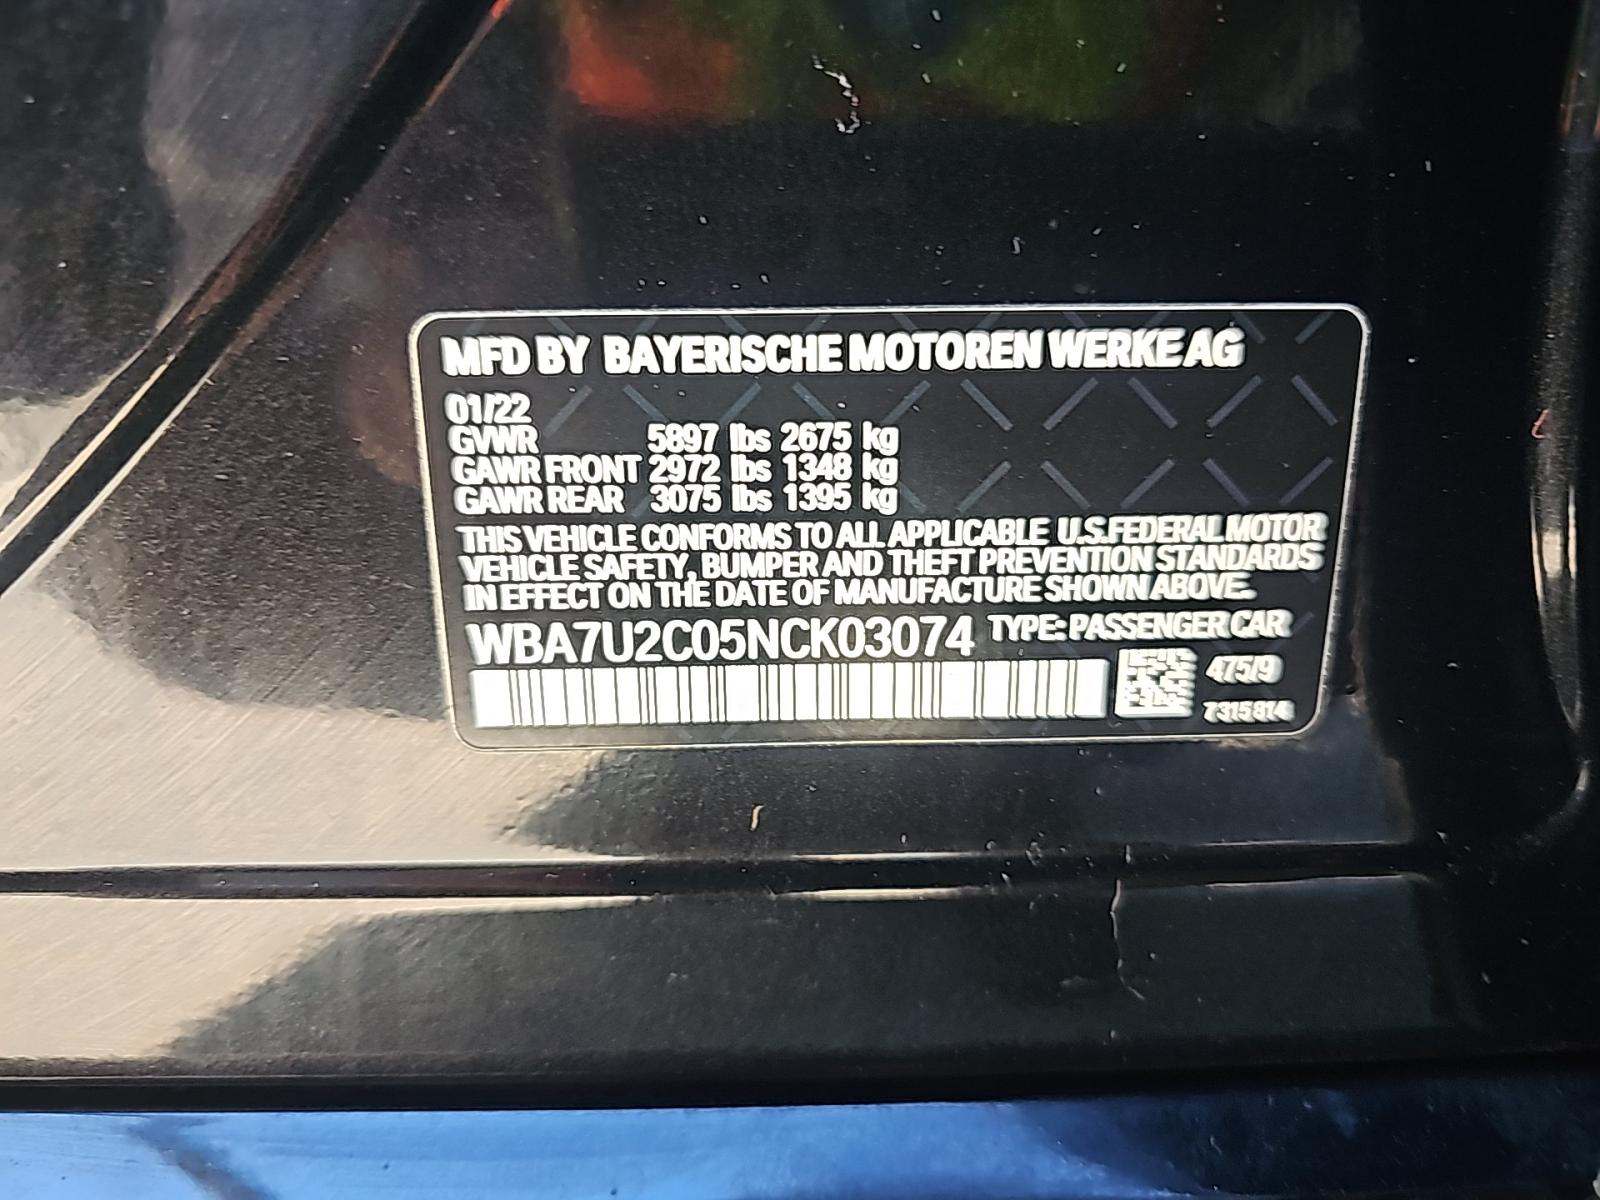 MFD BY BAYERISCHE MOTOREN WERKE AG
01/22
GVWR 5897 lbs 2675 kg
GAWR FRONT 2972 lbs 1348 kg
GAWR REAR 3075 lbs 1395 kg
THIS VEHICLE CONFORMS TO ALL APPLICABLE U.S.FEDERAL MOTOR
VEHICLE SAFETY, BUMPER AND THEFT PREVENTION STANDARDS
IN EFFECT ON THE DATE OF MANUFACTURE SHOWN ABOVE.
WBA7U2C05NCK03074 TYPE: PASSENGER CAR
475/9
7315814